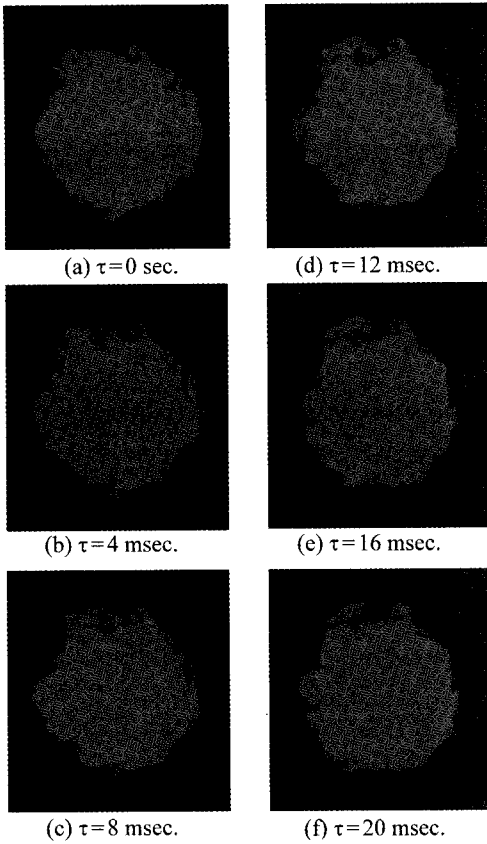 (a) τ=0 sec.
(d) τ=12 msec.
(b) τ=4 msec.
(e) τ=16 msec.
(c) τ=8 msec.
(f) τ=20 msec.